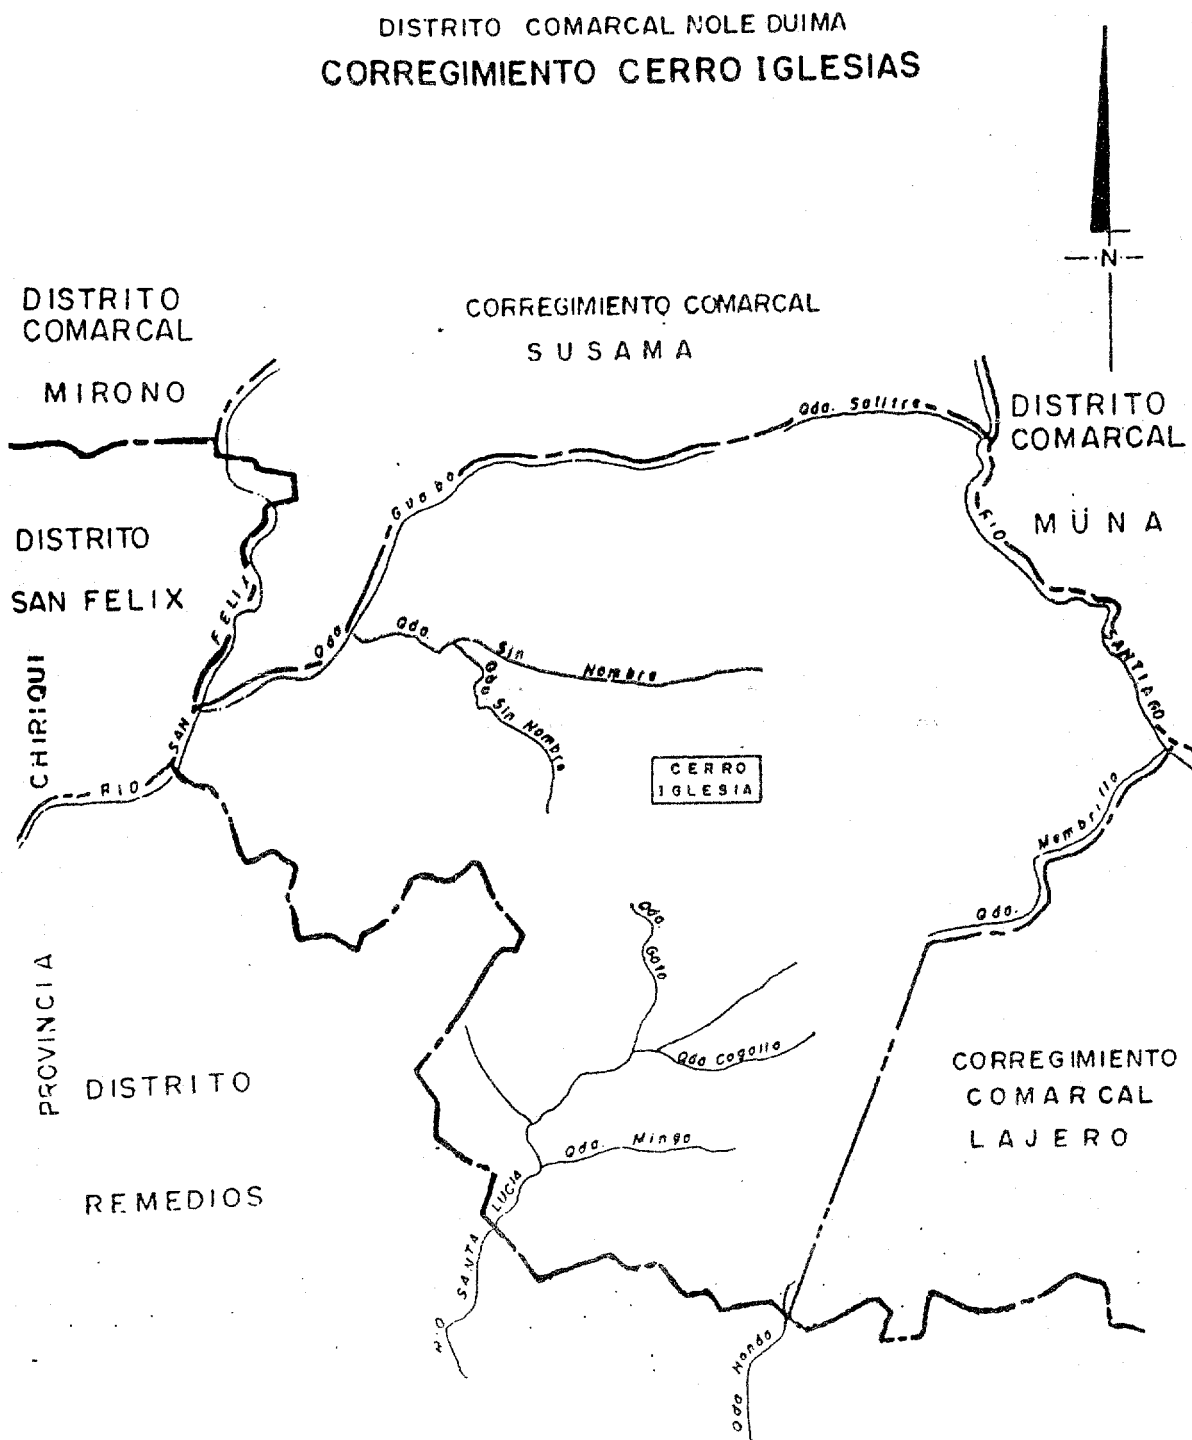 DISTRITO COMARCAL NOLE DUIMA
CORREGIMIENTO CERRO IGLESIAS
N
DISTRITO
COMARCAL
MIRONO
CORREGIMIENTO COMARCAL
SUSAMA
DISTRITO
COMARCAL
MÜNA
Qda. Salitre
Qda. Guabo
RIO SANTIAGO
DISTRITO
SAN FELIX
RIO SAN FELIX
Qda. Sin Nombre
Qda Sin Nombre
CHIRIQUI
CERRO
IGLESIA
Qda. Membrillo
Qda. Gato
Qda Cogollo
PROVINCIA
DISTRITO
REMEDIOS
CORREGIMIENTO
COMARCAL
LAJERO
Qda. Mingo
RIO SANTA LUCIA
Qda Honda